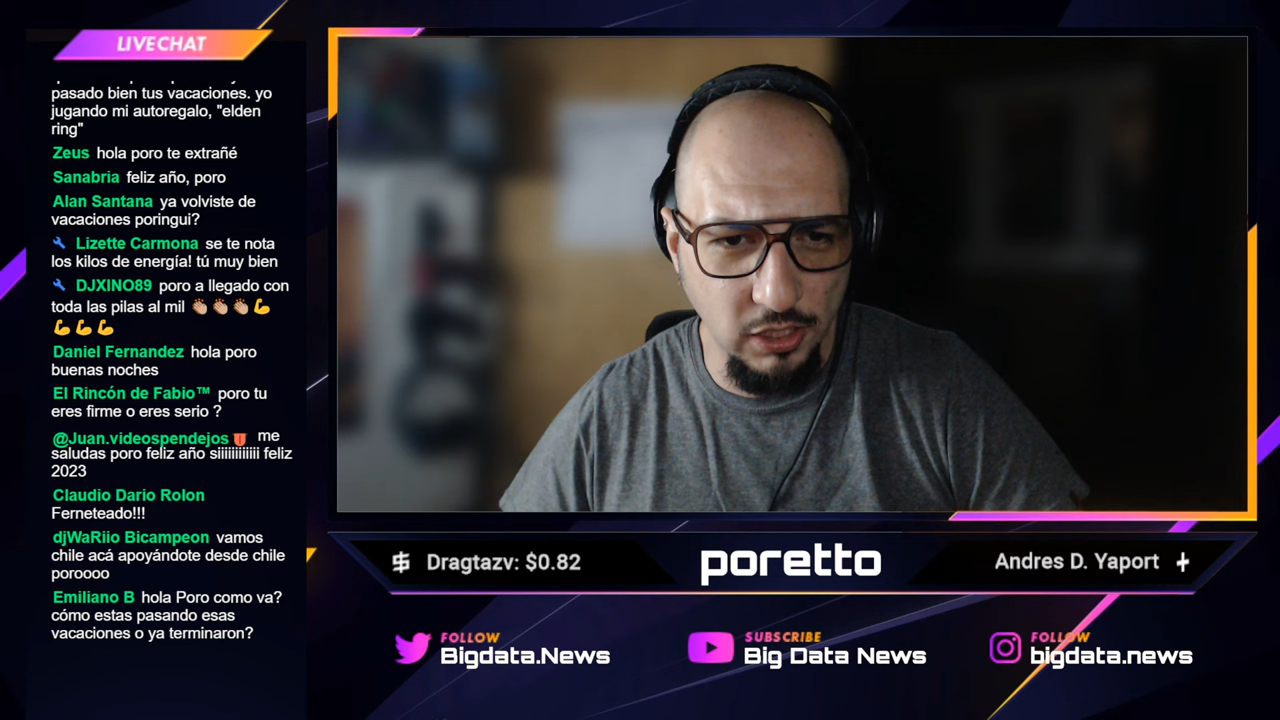 LIVECHAT
pasado bien tus vacaciones. yo
jugando mi autoregalo, "elden
ring"
Zeus hola poro te extrañé
Sanabria feliz año, poro
Alan Santana ya volviste de
vacaciones poringui?
Lizette Carmona se te nota
los kilos de energía! tú muy bien
DJXINO89 poro a llegado con
toda las pilas al mil 👏👏👏💪
💪💪💪
Daniel Fernandez hola poro
buenas noches
El Rincón de Fabio™ poro tu
eres firme o eres serio ?
@Juan.videospendejos me
saludas poro feliz año siiiiiiiiiiii feliz
2023
Claudio Dario Rolon
Ferneteado!!!
djWaRiio Bicampeon vamos
chile acá apoyándote desde chile
poroooo
Emiliano B hola Poro como va?
cómo estas pasando esas
vacaciones o ya terminaron?
Dragtazv: $0.82
poretto
Andres D. Yaport
FOLLOW
Bigdata.News
SUBSCRIBE
Big Data News
FOLLOW
bigdata.news